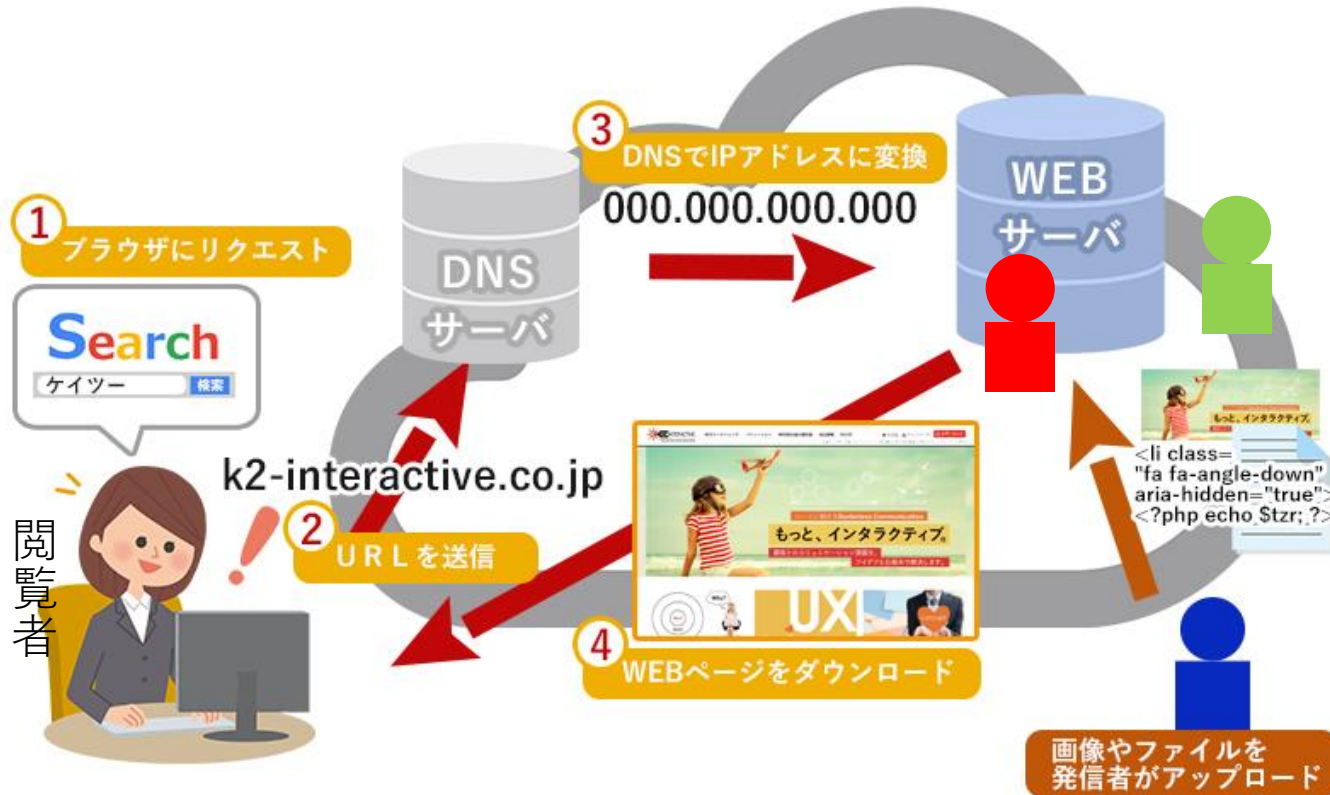 1
ブラウザにリクエスト
Search
ケイツー
検索
閲覧者
k2-interactive.co.jp
2
URLを送信
DNS
サーバ
3
DNSでIPアドレスに変換
000.000.000.000
WEB
サーバ
もっと、インタラクティブ。
UX
4
WEBページをダウンロード
もっと、インタラクティブ。
<li class=
"fa fa-angle-down"
aria-hidden="true">
<?php echo $tzr; ?>
画像やファイルを
発信者がアップロード